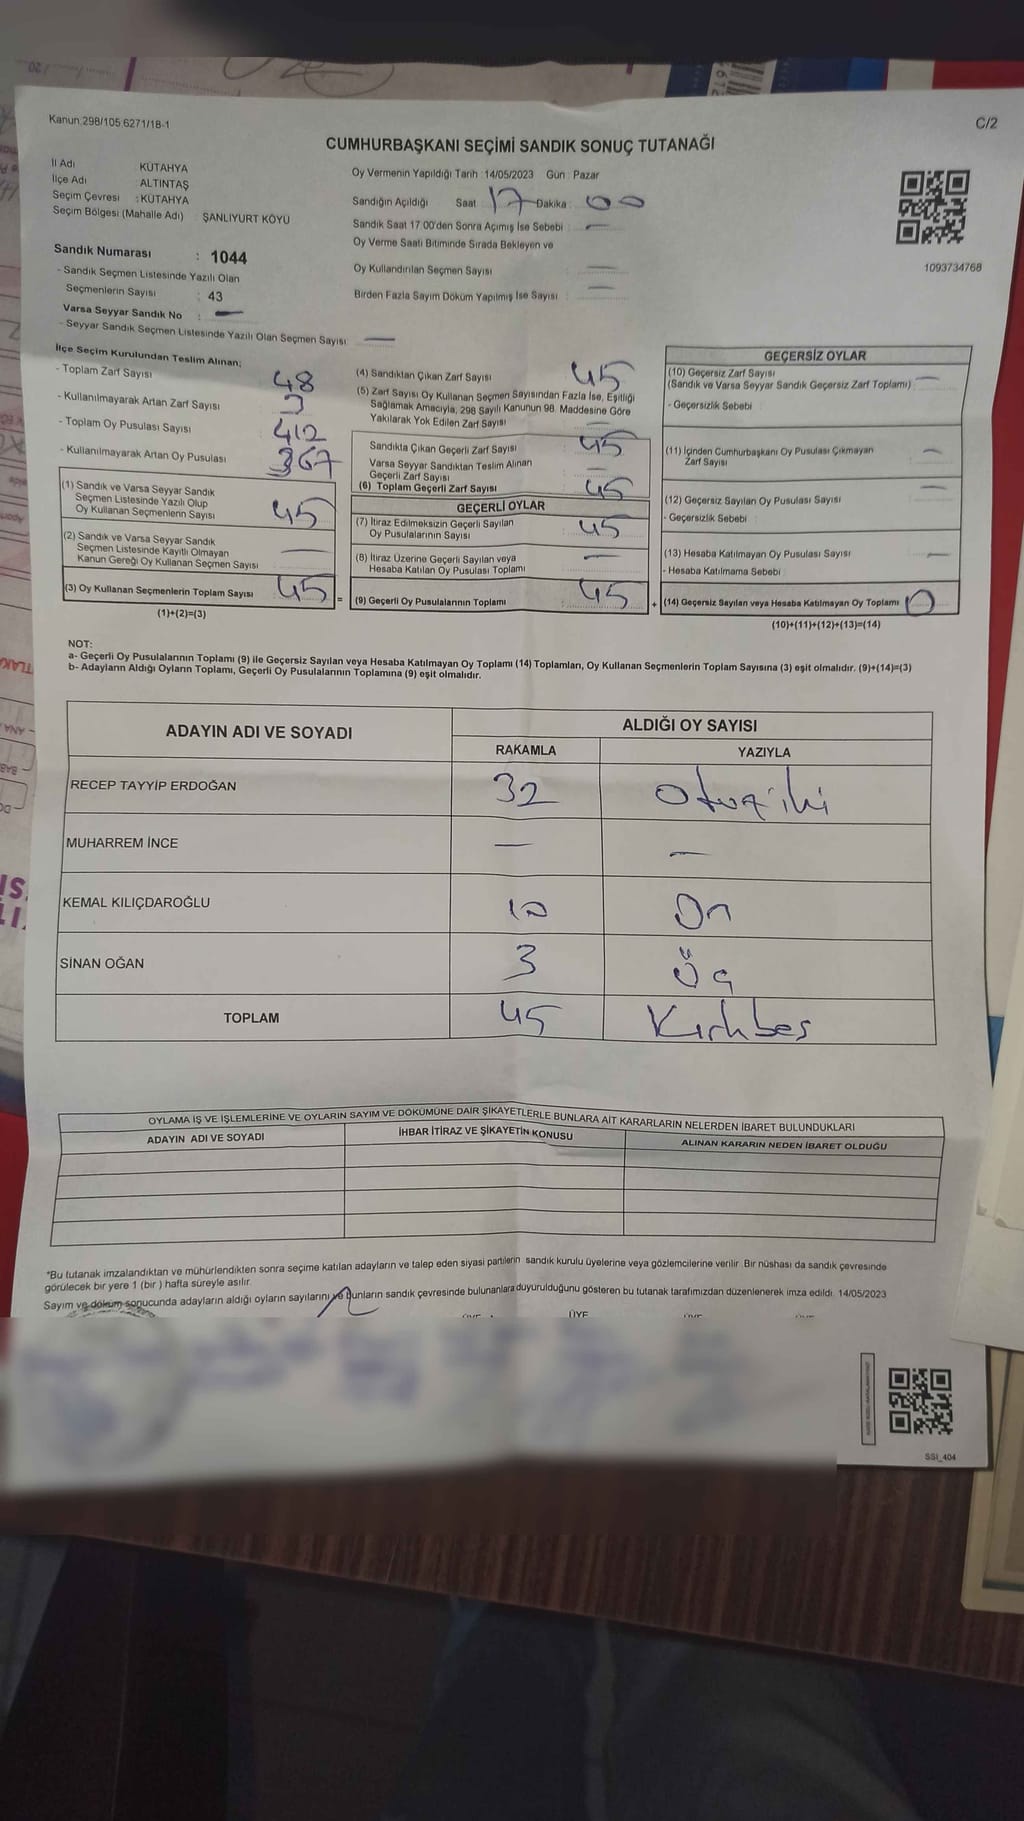 Kanun:298/105 6271/18-1
C/2
CUMHURBAŞKANI SEÇİMİ SANDIK SONUÇ TUTANAĞI
İl Adı KÜTAHYA
İlçe Adı : ALTINTAŞ
Seçim Çevresi : KÜTAHYA
Seçim Bölgesi (Mahalle Adı) ŞANLIYURT KÖYÜ
Sandık Numarası : 1044
- Sandık Seçmen Listesinde Yazılı Olan
Seçmenlerin Sayısı : 43
Varsa Seyyar Sandık No : —
- Seyyar Sandık Seçmen Listesinde Yazılı Olan Seçmen Sayısı: —
Oy Vermenin Yapıldığı Tarih : 14/05/2023 Gün : Pazar
Sandığın Açıldığı Saat 17 Dakika : 00
Sandık Saat 17.00'den Sonra Açımış İse Sebebi : —
Oy Verme Saati Bitiminde Sırada Bekleyen ve
Oy Kullandırılan Seçmen Sayısı : —
Birden Fazla Sayım Döküm Yapılmış İse Sayısı : —
1093734768
İlçe Seçim Kurulundan Teslim Alınan;
- Toplam Zarf Sayısı 48
- Kullanılmayarak Artan Zarf Sayısı 3
- Toplam Oy Pusulası Sayısı 412
- Kullanılmayarak Artan Oy Pusulası 367
(1) Sandık ve Varsa Seyyar Sandık
Seçmen Listesinde Yazılı Olup
Oy Kullanan Seçmenlerin Sayısı 45
(2) Sandık ve Varsa Seyyar Sandık
Seçmen Listesinde Kayıtlı Olmayan
Kanun Gereği Oy Kullanan Seçmen Sayısı —
(3) Oy Kullanan Seçmenlerin Toplam Sayısı 45 =
(1)+(2)=(3)
(4) Sandıktan Çıkan Zarf Sayısı 45
(5) Zarf Sayısı Oy Kullanan Seçmen Sayısından Fazla İse, Eşitliği
Sağlamak Amacıyla, 298 Sayılı Kanunun 98. Maddesine Göre
Yakılarak Yok Edilen Zarf Sayısı —
Sandıkta Çıkan Geçerli Zarf Sayısı 45
Varsa Seyyar Sandıktan Teslim Alınan
Geçerli Zarf Sayısı —
(6) Toplam Geçerli Zarf Sayısı 45
GEÇERLİ OYLAR
(7) İtiraz Edilmeksizin Geçerli Sayılan
Oy Pusulalarının Sayısı 45
(8) İtiraz Üzerine Geçerli Sayılan veya
Hesaba Katılan Oy Pusulası Toplamı —
(9) Geçerli Oy Pusulalarının Toplamı 45 +
GEÇERSİZ OYLAR
(10) Geçersiz Zarf Sayısı —
(Sandık ve Varsa Seyyar Sandık Geçersiz Zarf Toplamı)
- Geçersizlik Sebebi :
(11) İçinden Cumhurbaşkanı Oy Pusulası Çıkmayan —
Zarf Sayısı
(12) Geçersiz Sayılan Oy Pusulası Sayısı —
- Geçersizlik Sebebi :
(13) Hesaba Katılmayan Oy Pusulası Sayısı —
- Hesaba Katılmama Sebebi :
(14) Geçersiz Sayılan veya Hesaba Katılmayan Oy Toplamı 0
(10)+(11)+(12)+(13)=(14)
NOT:
a- Geçerli Oy Pusulalarının Toplamı (9) ile Geçersiz Sayılan veya Hesaba Katılmayan Oy Toplamı (14) Toplamları, Oy Kullanan Seçmenlerin Toplam Sayısına (3) eşit olmalıdır. (9)+(14)=(3)
b- Adayların Aldığı Oyların Toplamı, Geçerli Oy Pusulalarının Toplamına (9) eşit olmalıdır.
ADAYIN ADI VE SOYADI ALDIĞI OY SAYISI
RAKAMLA YAZIYLA
RECEP TAYYİP ERDOĞAN 32 Otuziki
MUHARREM İNCE — —
KEMAL KILIÇDAROĞLU 10 On
SİNAN OĞAN 3 Üç
TOPLAM 45 Kırkbeş
OYLAMA İŞ VE İŞLEMLERİNE VE OYLARIN SAYIM VE DÖKÜMÜNE DAİR ŞİKAYETLERLE BUNLARA AİT KARARLARIN NELERDEN İBARET BULUNDUKLARI
ADAYIN ADI VE SOYADI İHBAR İTİRAZ VE ŞİKAYETİN KONUSU ALINAN KARARIN NEDEN İBARET OLDUĞU
*Bu tutanak imzalandıktan ve mühürlendikten sonra seçime katılan adayların ve talep eden siyasi partilerin sandık kurulu üyelerine veya gözlemcilerine verilir. Bir nüshası da sandık çevresinde
görülecek bir yere 1 (bir ) hafta süreyle asılır.
Sayım ve döküm sonucunda adayların aldığı oyların sayılarını ve bunların sandık çevresinde bulunanlara duyurulduğunu gösteren bu tutanak tarafımızdan düzenlenerek imza edildi. 14/05/2023
ÜYE
SSI_404